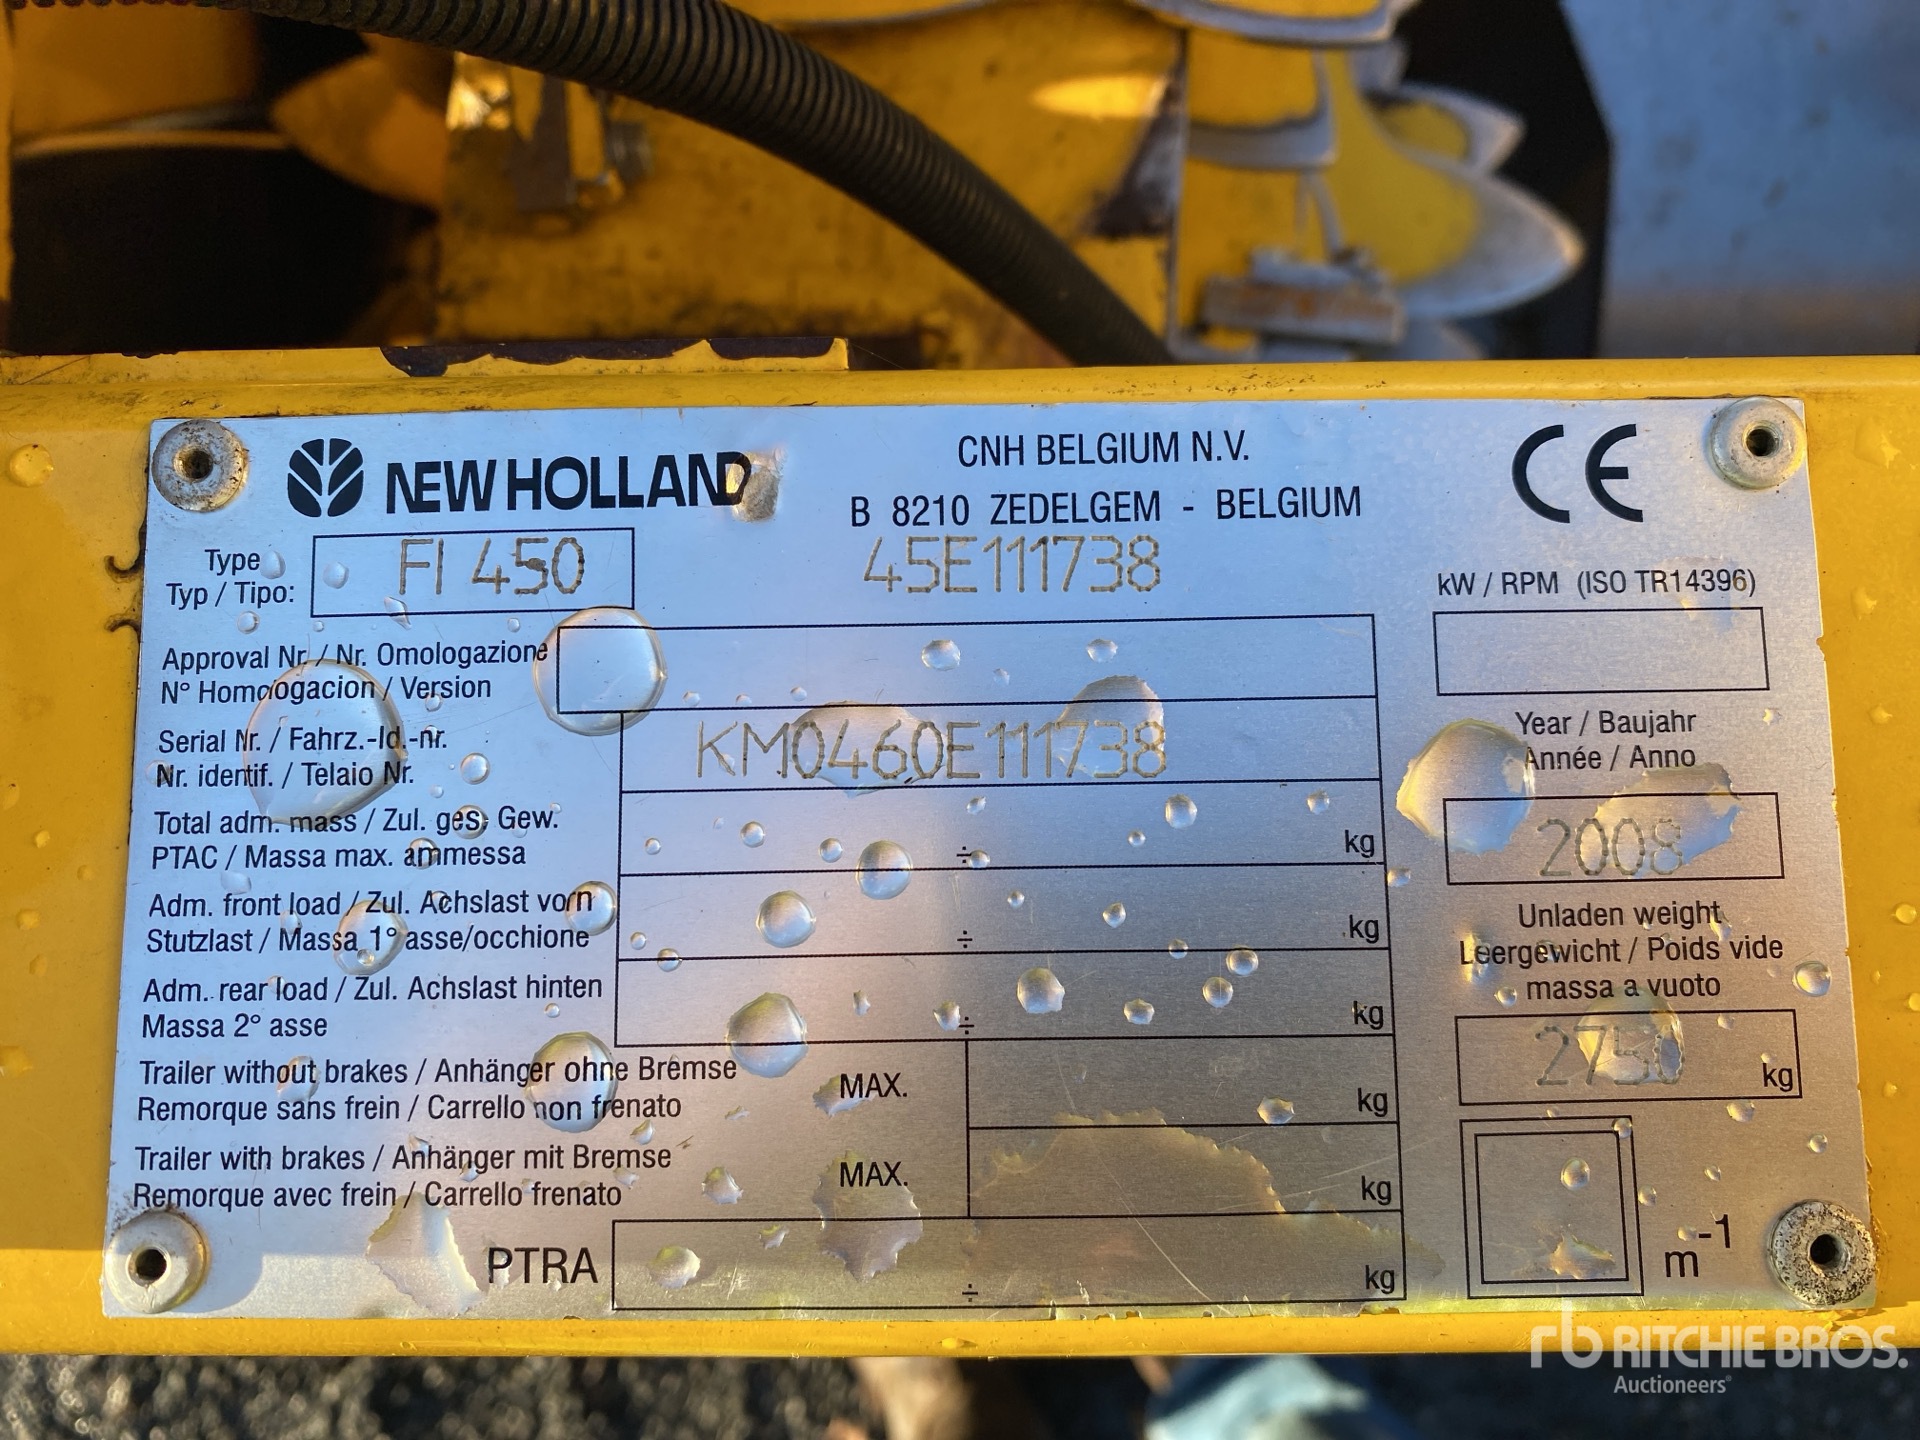 NEW HOLLAND
CNH BELGIUM N.V.
B 8210 ZEDELGEM - BELGIUM
CE
Type
Typ / Tipo:
FI 450
45E111738
kW / RPM (ISO TR14396)
Approval Nr. / Nr. Omologazione
N° Homologacion / Version
Serial Nr. / Fahrz.-Id.-nr.
Nr. identif. / Telaio Nr.
KM0460E111738
Year / Baujahr
Année / Anno
2008
Total adm. mass / Zul. ges. Gew.
PTAC / Massa max. ammessa
÷ kg
Adm. front load / Zul. Achslast vorn
Stutzlast / Massa 1° asse/occhione
÷ kg
Unladen weight
Leergewicht / Poids vide
massa a vuoto
2750 kg
Adm. rear load / Zul. Achslast hinten
Massa 2° asse
÷ kg
Trailer without brakes / Anhänger ohne Bremse
Remorque sans frein / Carrello non frenato
MAX. kg
Trailer with brakes / Anhänger mit Bremse
Remorque avec frein / Carrello frenato
MAX. kg
PTRA ÷ kg
m-1
rb RITCHIE BROS.
Auctioneers